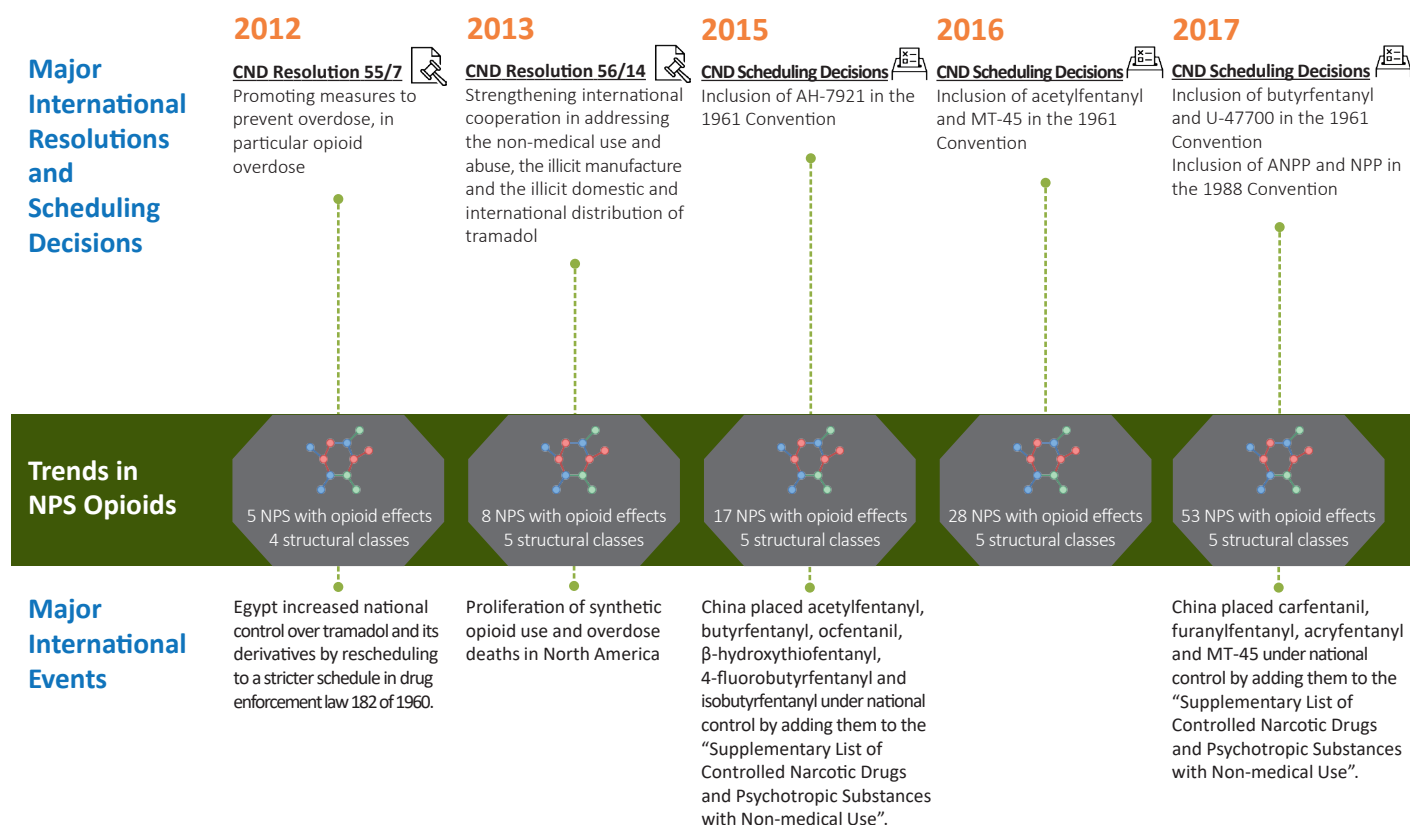 Major
International
Resolutions
and
Scheduling
Decisions
2012
CND Resolution 55/7
Promoting measures to
prevent overdose, in
particular opioid
overdose
2013
CND Resolution 56/14
Strengthening international
cooperation in addressing
the non-medical use and
abuse, the illicit manufacture
and the illicit domestic and
international distribution of
tramadol
2015
CND Scheduling Decisions
Inclusion of AH-7921 in the
1961 Convention
2016
CND Scheduling Decisions
Inclusion of acetylfentanyl
and MT-45 in the 1961
Convention
2017
CND Scheduling Decisions
Inclusion of butyrfentanyl
and U-47700 in the 1961
Convention
Inclusion of ANPP and NPP in
the 1988 Convention
Trends in
NPS Opioids
5 NPS with opioid effects
4 structural classes
8 NPS with opioid effects
5 structural classes
17 NPS with opioid effects
5 structural classes
28 NPS with opioid effects
5 structural classes
53 NPS with opioid effects
5 structural classes
Major
International
Events
Egypt increased national
control over tramadol and its
derivatives by rescheduling
to a stricter schedule in drug
enforcement law 182 of 1960.
Proliferation of synthetic
opioid use and overdose
deaths in North America
China placed acetylfentanyl,
butyrfentanyl, ocfentanil,
β-hydroxythiofentanyl,
4-fluorobutyrfentanyl and
isobutyrfentanyl under national
control by adding them to the
“Supplementary List of
Controlled Narcotic Drugs
and Psychotropic Substances
with Non-medical Use”.
China placed carfentanil,
furanylfentanyl, acryfentanyl
and MT-45 under national
control by adding them to the
“Supplementary List of
Controlled Narcotic Drugs
and Psychotropic Substances
with Non-medical Use”.